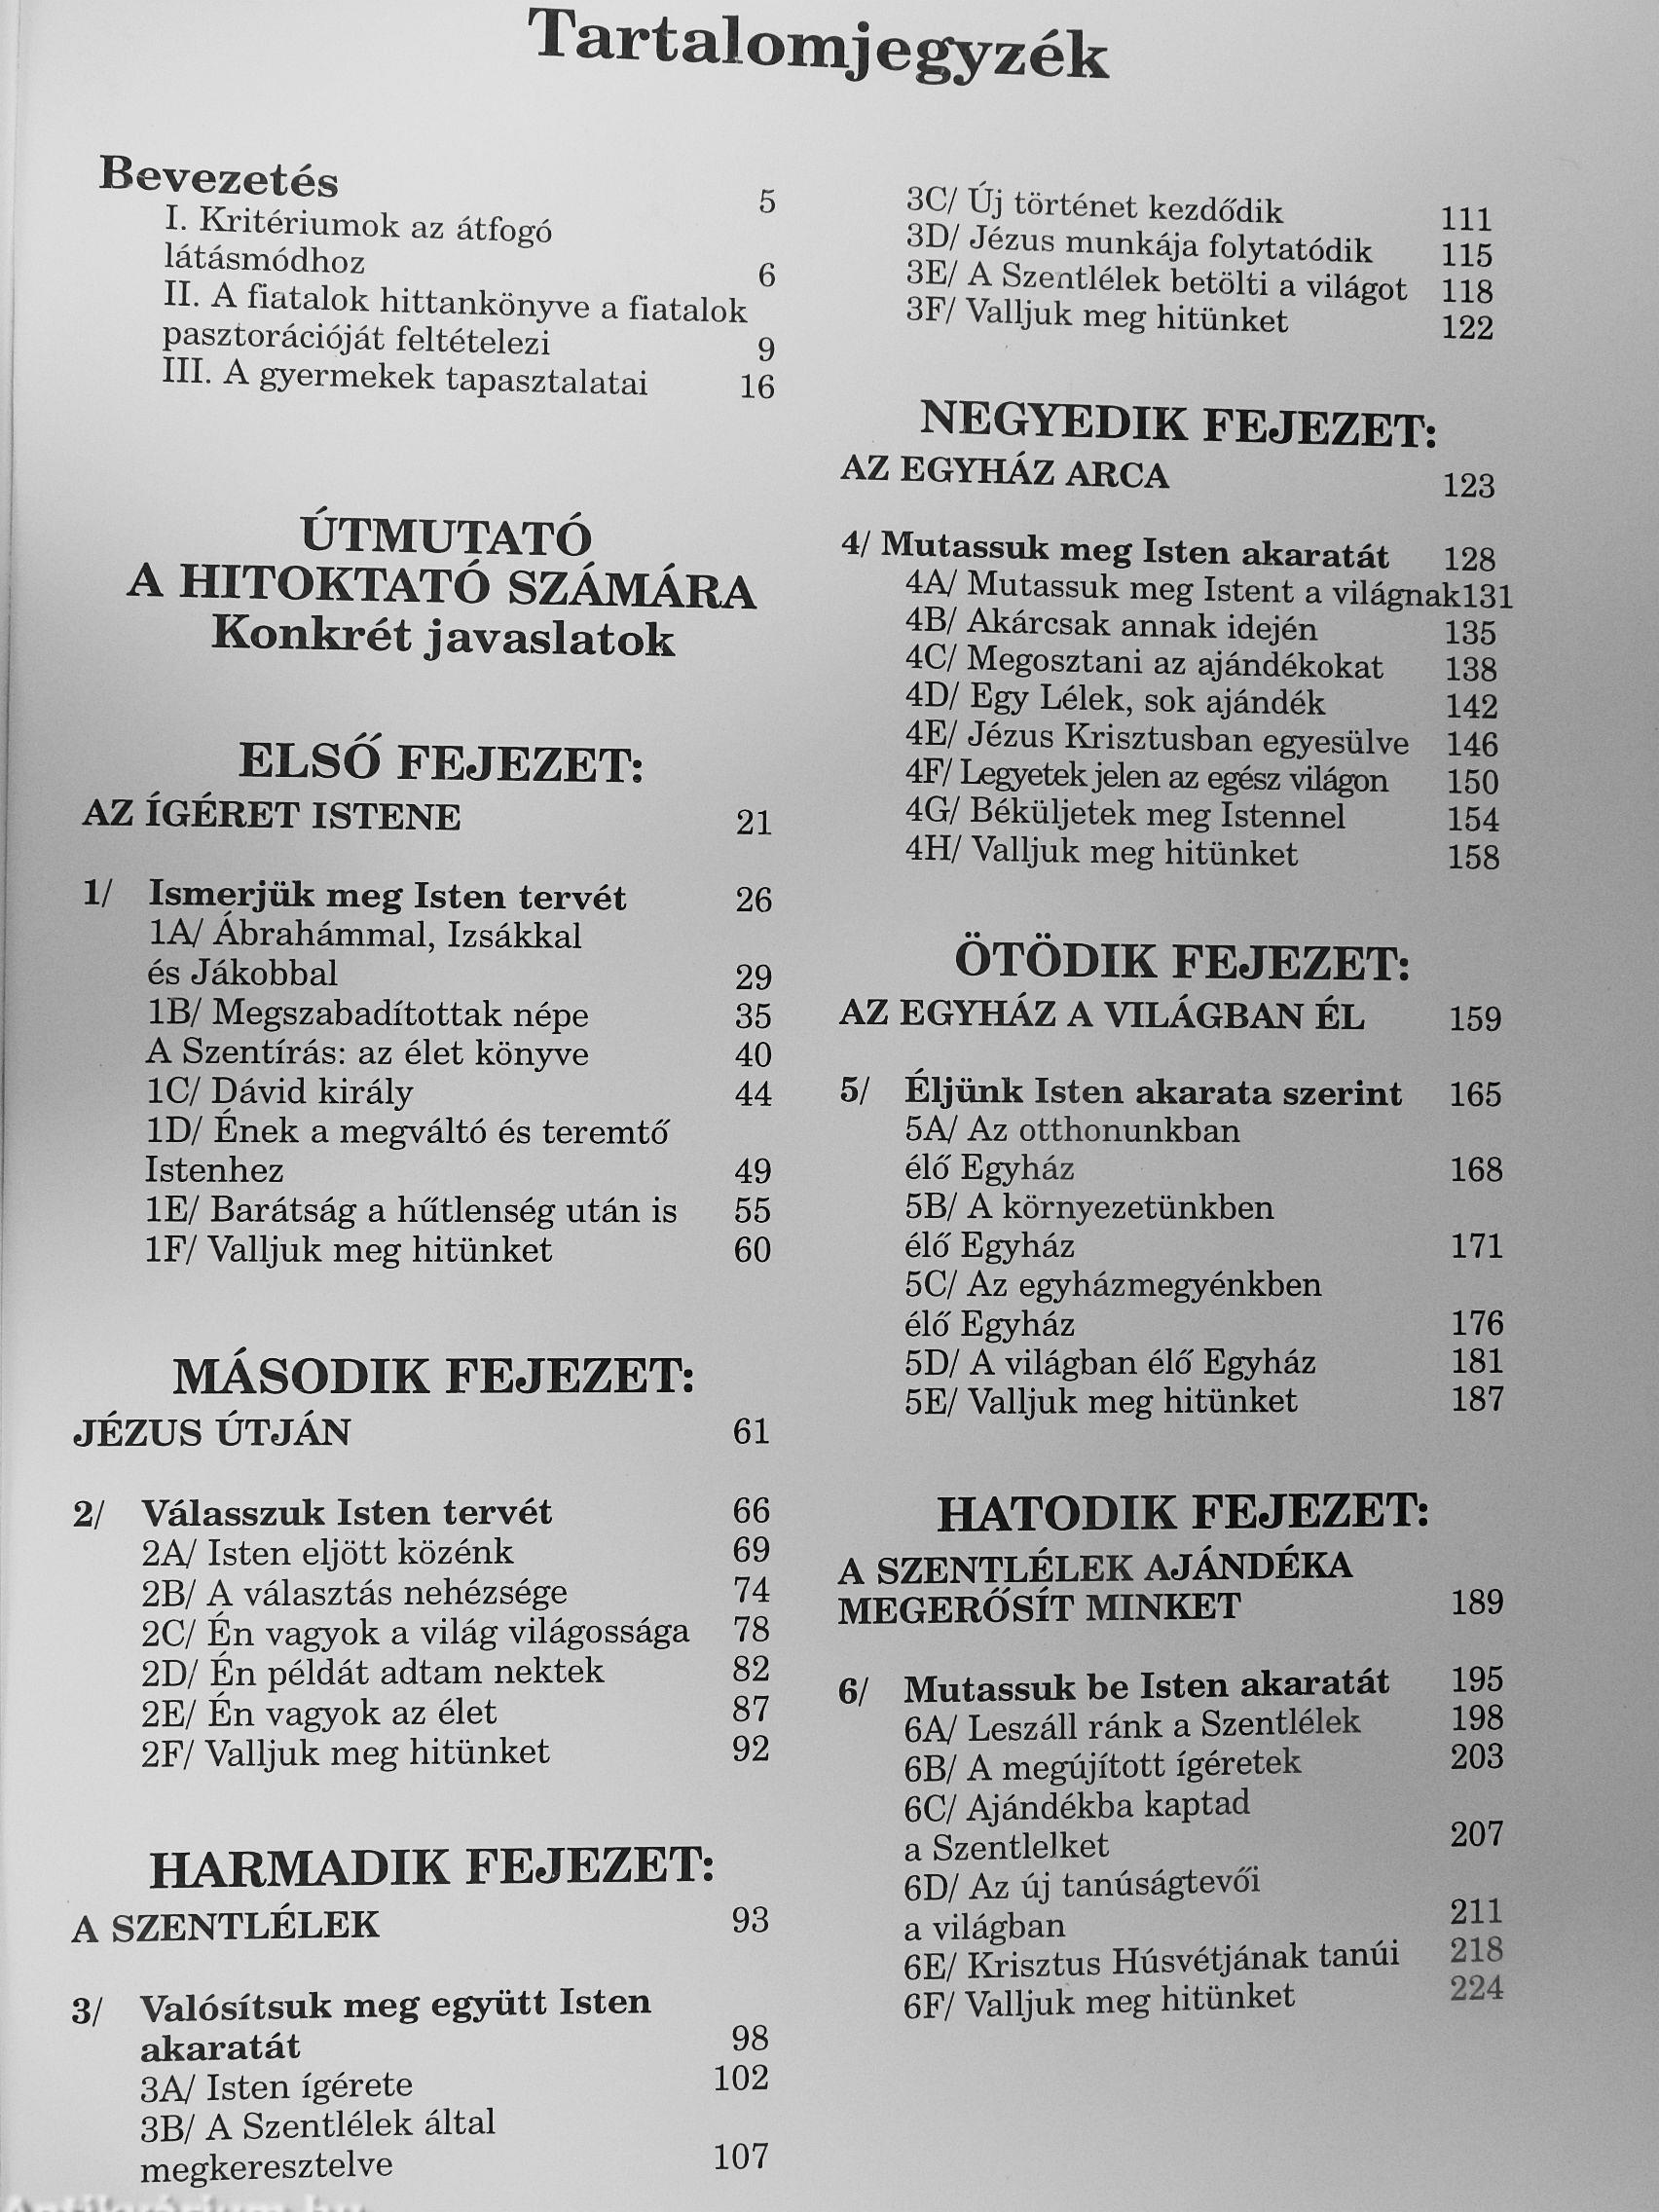 Tartalomjegyzék
Bevezetés 5
I. Kritériumok az átfogó
látásmódhoz 6
II. A fiatalok hittankönyve a fiatalok
pasztorációját feltételezi 9
III. A gyermekek tapasztalatai 16
ÚTMUTATÓ
A HITOKTATÓ SZÁMÁRA
Konkrét javaslatok
ELSŐ FEJEZET:
AZ ÍGÉRET ISTENE 21
1/ Ismerjük meg Isten tervét 26
1A/ Ábrahámmal, Izsákkal
és Jákobbal 29
1B/ Megszabadítottak népe 35
A Szentírás: az élet könyve 40
1C/ Dávid király 44
1D/ Ének a megváltó és teremtő
Istenhez 49
1E/ Barátság a hűtlenség után is 55
1F/ Valljuk meg hitünket 60
MÁSODIK FEJEZET:
JÉZUS ÚTJÁN 61
2/ Válasszuk Isten tervét 66
2A/ Isten eljött közénk 69
2B/ A választás nehézsége 74
2C/ Én vagyok a világ világossága 78
2D/ Én példát adtam nektek 82
2E/ Én vagyok az élet 87
2F/ Valljuk meg hitünket 92
HARMADIK FEJEZET:
A SZENTLÉLEK 93
3/ Valósítsuk meg együtt Isten
akaratát 98
3A/ Isten ígérete 102
3B/ A Szentlélek által
megkeresztelve 107
3C/ Új történet kezdődik 111
3D/ Jézus munkája folytatódik 115
3E/ A Szentlélek betölti a világot 118
3F/ Valljuk meg hitünket 122
NEGYEDIK FEJEZET:
AZ EGYHÁZ ARCA 123
4/ Mutassuk meg Isten akaratát 128
4A/ Mutassuk meg Istent a világnak131
4B/ Akárcsak annak idején 135
4C/ Megosztani az ajándékokat 138
4D/ Egy Lélek, sok ajándék 142
4E/ Jézus Krisztusban egyesülve 146
4F/ Legyetek jelen az egész világon 150
4G/ Béküljetek meg Istennel 154
4H/ Valljuk meg hitünket 158
ÖTÖDIK FEJEZET:
AZ EGYHÁZ A VILÁGBAN ÉL 159
5/ Éljünk Isten akarata szerint 165
5A/ Az otthonunkban
élő Egyház 168
5B/ A környezetünkben
élő Egyház 171
5C/ Az egyházmegyénkben
élő Egyház 176
5D/ A világban élő Egyház 181
5E/ Valljuk meg hitünket 187
HATODIK FEJEZET:
A SZENTLÉLEK AJÁNDÉKA
MEGERŐSÍT MINKET 189
6/ Mutassuk be Isten akaratát 195
6A/ Leszáll ránk a Szentlélek 198
6B/ A megújított ígéretek 203
6C/ Ajándékba kaptad
a Szentlelket 207
6D/ Az új tanúságtevői
a világban 211
6E/ Krisztus Húsvétjának tanúi 218
6F/ Valljuk meg hitünket 224